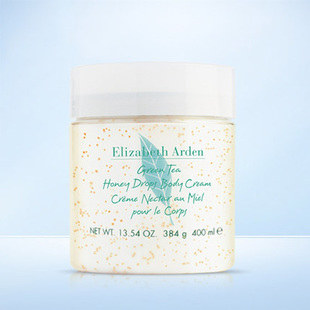 Elizabeth Arden
Green Tea
Honey Drops Body Cream
Crème Nectar au Miel
pour le Corps
NET WT. 13.54 OZ. 384 g 400 ml ℮